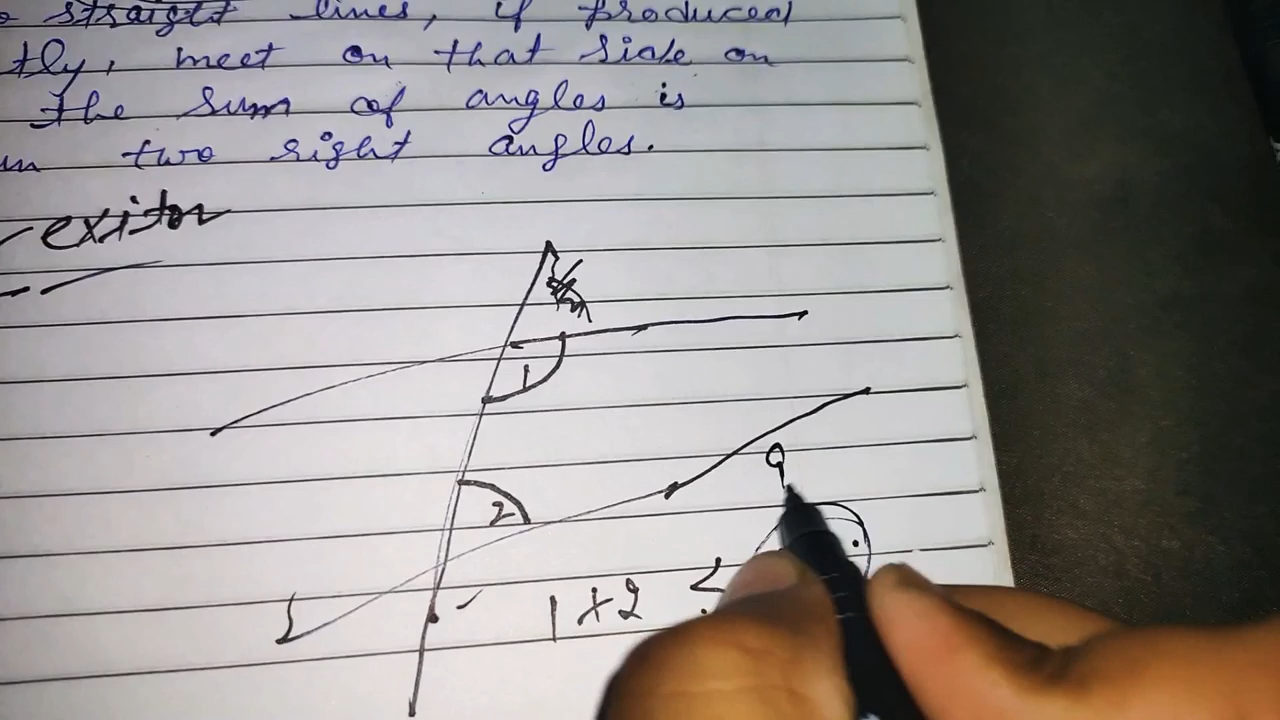 straight lines, if produced
tly, meet on that side on
the sum of angles is
two right angles.
1
2
9
1+2 <